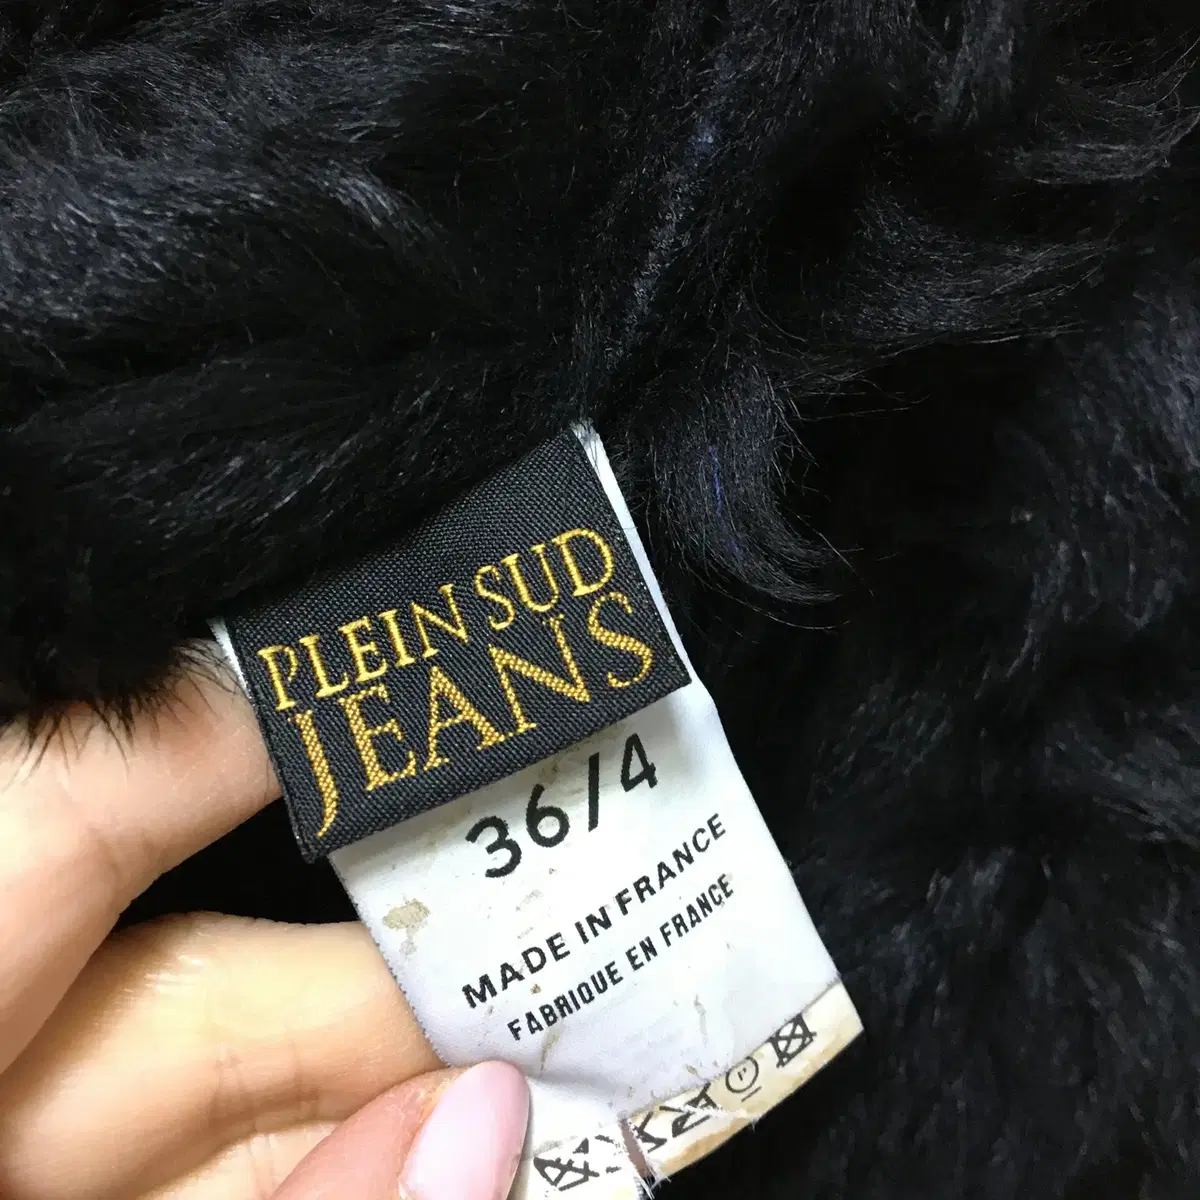 PLEIN SUD
JEANS
36/4
MADE IN FRANCE
FABRIQUE EN FRANCE
P